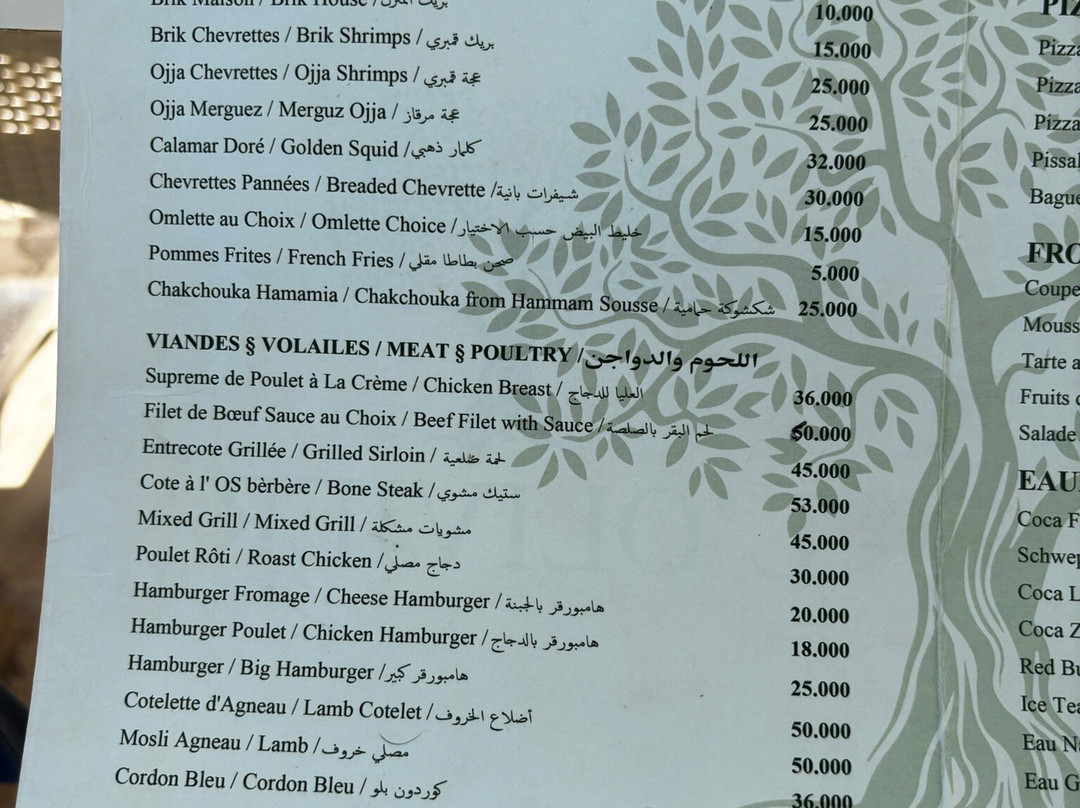 Brik Maison / Brik House / بريك المنزل
10.000
Brik Chevrettes / Brik Shrimps / بريك قمبري 15.000
Ojja Chevrettes / Ojja Shrimps / عجة قمبري 25.000
Ojja Merguez / Merguz Ojja / عجة مرقاز 25.000
Calamar Doré / Golden Squid / كلمار ذهبي 32.000
Chevrettes Pannées / Breaded Chevrette / شيفرات بانية 30.000
Omlette au Choix / Omlette Choice / خليط البيض حسب الاختيار 15.000
Pommes Frites / French Fries / صحن بطاطا مقلي 5.000
Chakchouka Hamamia / Chakchouka from Hammam Sousse / شكشوكة حمامية 25.000
VIANDES § VOLAILES / MEAT § POULTRY / اللحوم والدواجن
Supreme de Poulet à La Crème / Chicken Breast / العليا للدجاج 36.000
Filet de Bœuf Sauce au Choix / Beef Filet with Sauce / لحم البقر بالصلصة 50.000
Entrecote Grillée / Grilled Sirloin / لحمة ضلعية 45.000
Cote à l' OS bèrbère / Bone Steak / ستيك مشوي 53.000
Mixed Grill / Mixed Grill / مشويات مشكلة 45.000
Poulet Rôti / Roast Chicken / دجاج مصلي 30.000
Hamburger Fromage / Cheese Hamburger / هامبورقر بالجبنة 20.000
Hamburger Poulet / Chicken Hamburger / هامبورقر بالدجاج 18.000
Hamburger / Big Hamburger / هامبورقر كبير 25.000
Cotelette d'Agneau / Lamb Cotelet / أضلاع الخروف 50.000
Mosli Agneau / Lamb / مصلي خروف 50.000
Cordon Bleu / Cordon Bleu / كوردون بلو 36.000
PIZ
Pizza
Pizza
Pizza
Pissal
Bague
FRO
Coupe
Mouss
Tarte a
Fruits
Salade
EAU
Coca F
Schwep
Coca L
Coca Z
Red Bu
Ice Tea
Eau N
Eau G